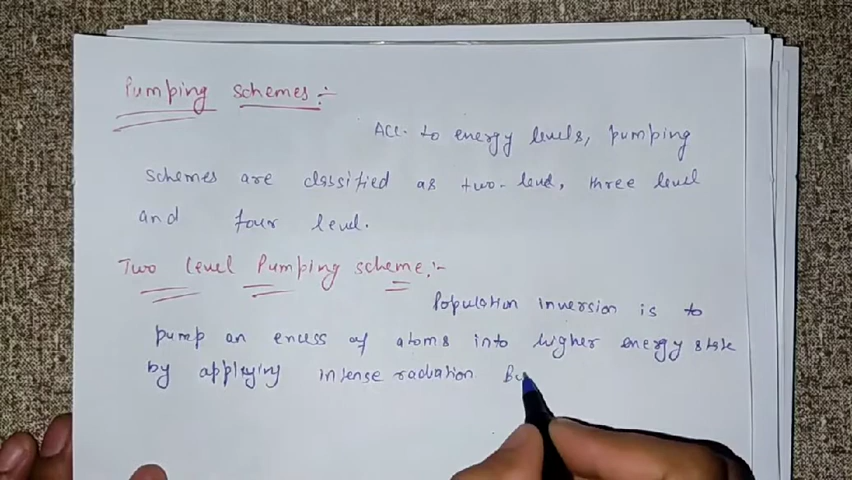 Pumping schemes :-
Acc. to energy levels, pumping
schemes are classified as two-level, three level
and four level.
Two level Pumping scheme :-
Population inversion is to
pump an excess of atoms into higher energy state
by applying intense radiation Bu